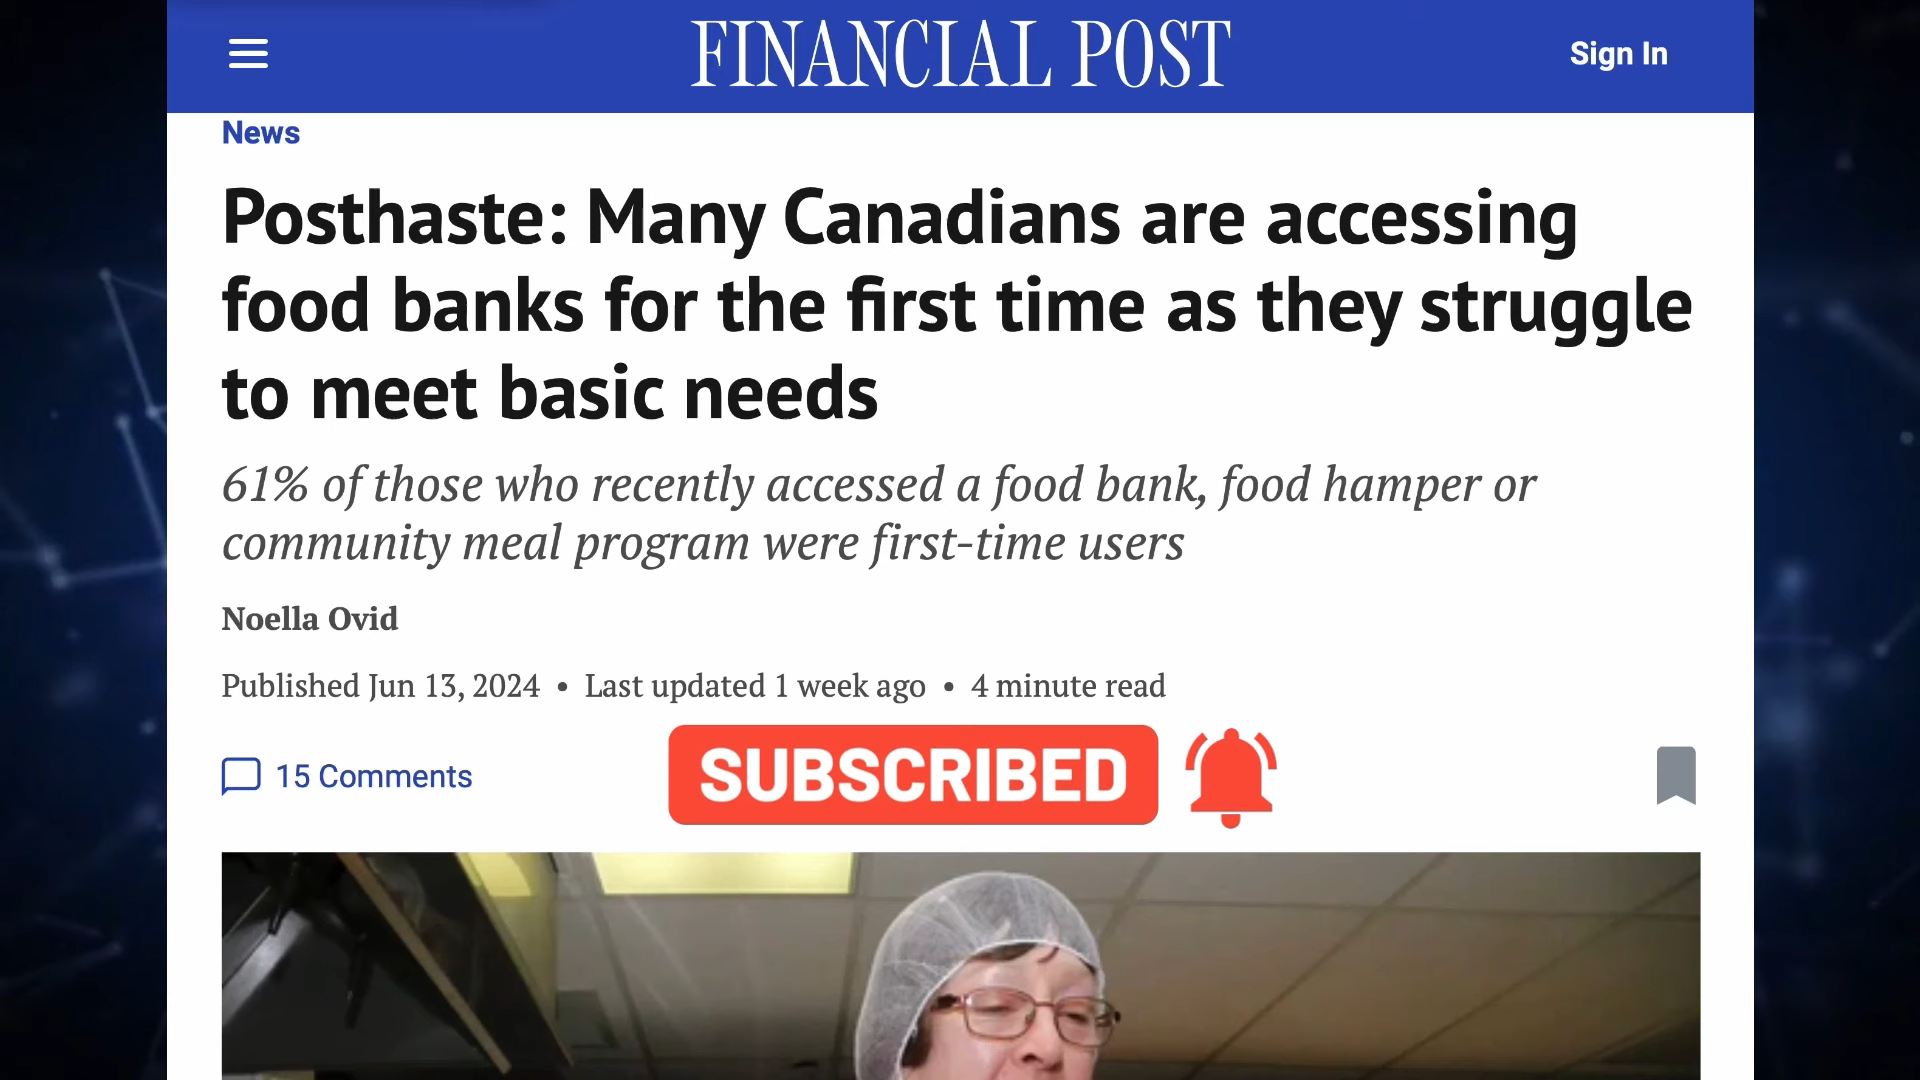 FINANCIAL POST
Sign In
News
Posthaste: Many Canadians are accessing
food banks for the first time as they struggle
to meet basic needs
61% of those who recently accessed a food bank, food hamper or
community meal program were first-time users
Noella Ovid
Published Jun 13, 2024 • Last updated 1 week ago • 4 minute read
15 Comments
SUBSCRIBED